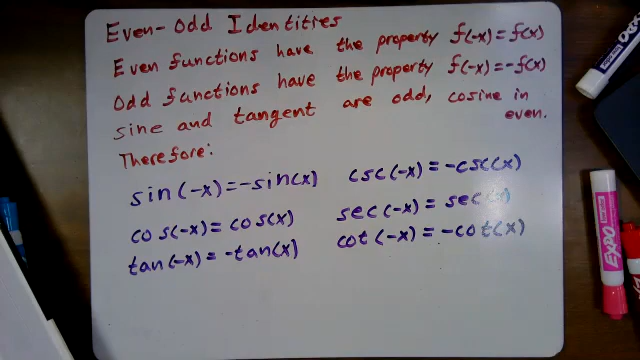 Even-Odd Identities
Even functions have the property f(-x)=f(x)
Odd functions have the property f(-x)=-f(x)
sine and tangent are odd, cosine in
even.
Therefore:
sin(-x)=-sin(x)
cos(-x)=cos(x)
tan(-x)=-tan(x)
csc(-x)=-csc(x)
sec(-x)=sec(x)
cot(-x)=-cot(x)
EXPO